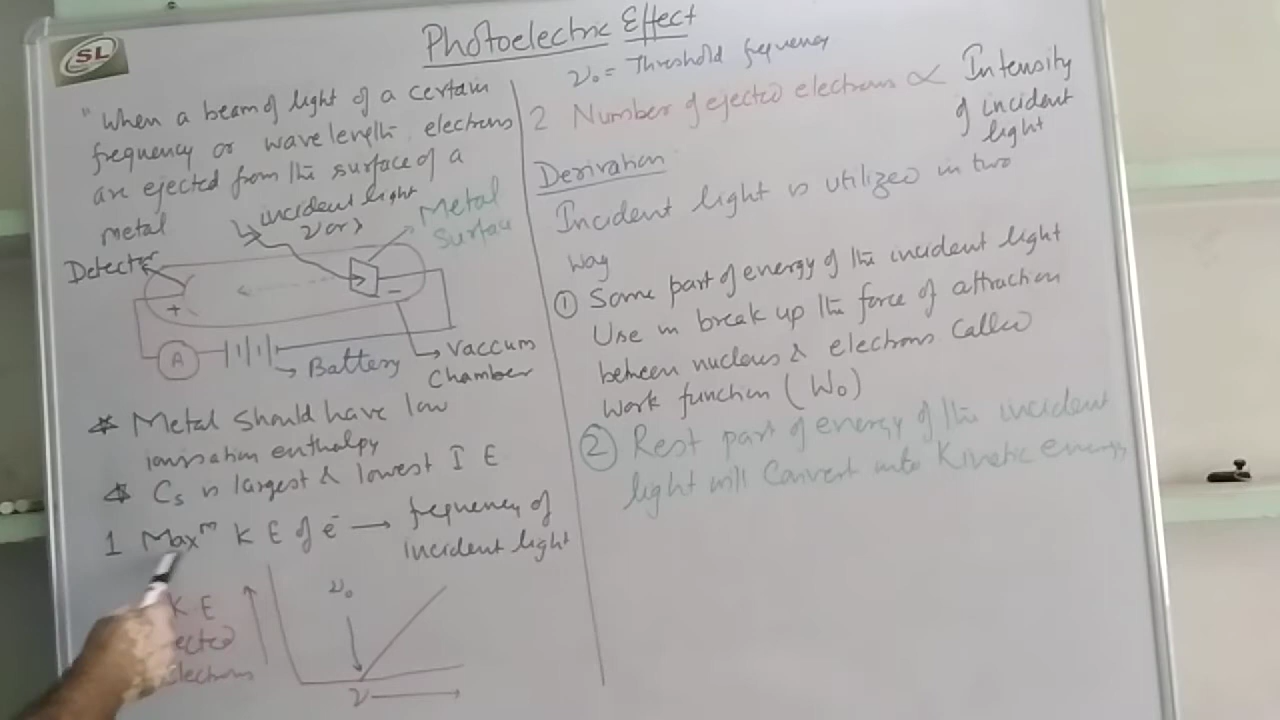 SL
Photoelectric Effect
"When a beam of light of a certain
frequency or wavelength electrons
are ejected from the surface of a
metal
incident light
ν or λ
Metal
Surface
Detector
+
-
A
Battery
Vaccum
Chamber
* Metal should have low
ionisation enthalpy
* Cs is largest & lowest I E
1 Maxᵐ K E of e⁻ → frequency of
incident light
K E
ected
lectrons
ν₀
ν
ν₀ = Threshold frequency
2 Number of ejected electrons ∝ Intensity
of incident
light
Derivation
Incident light is utilized in two
way
① Some part of energy of the incident light
Use in break up the force of attraction
between nucleus & electrons called
work function (W₀)
② Rest part of energy of the incident
light will Convert into Kinetic energy